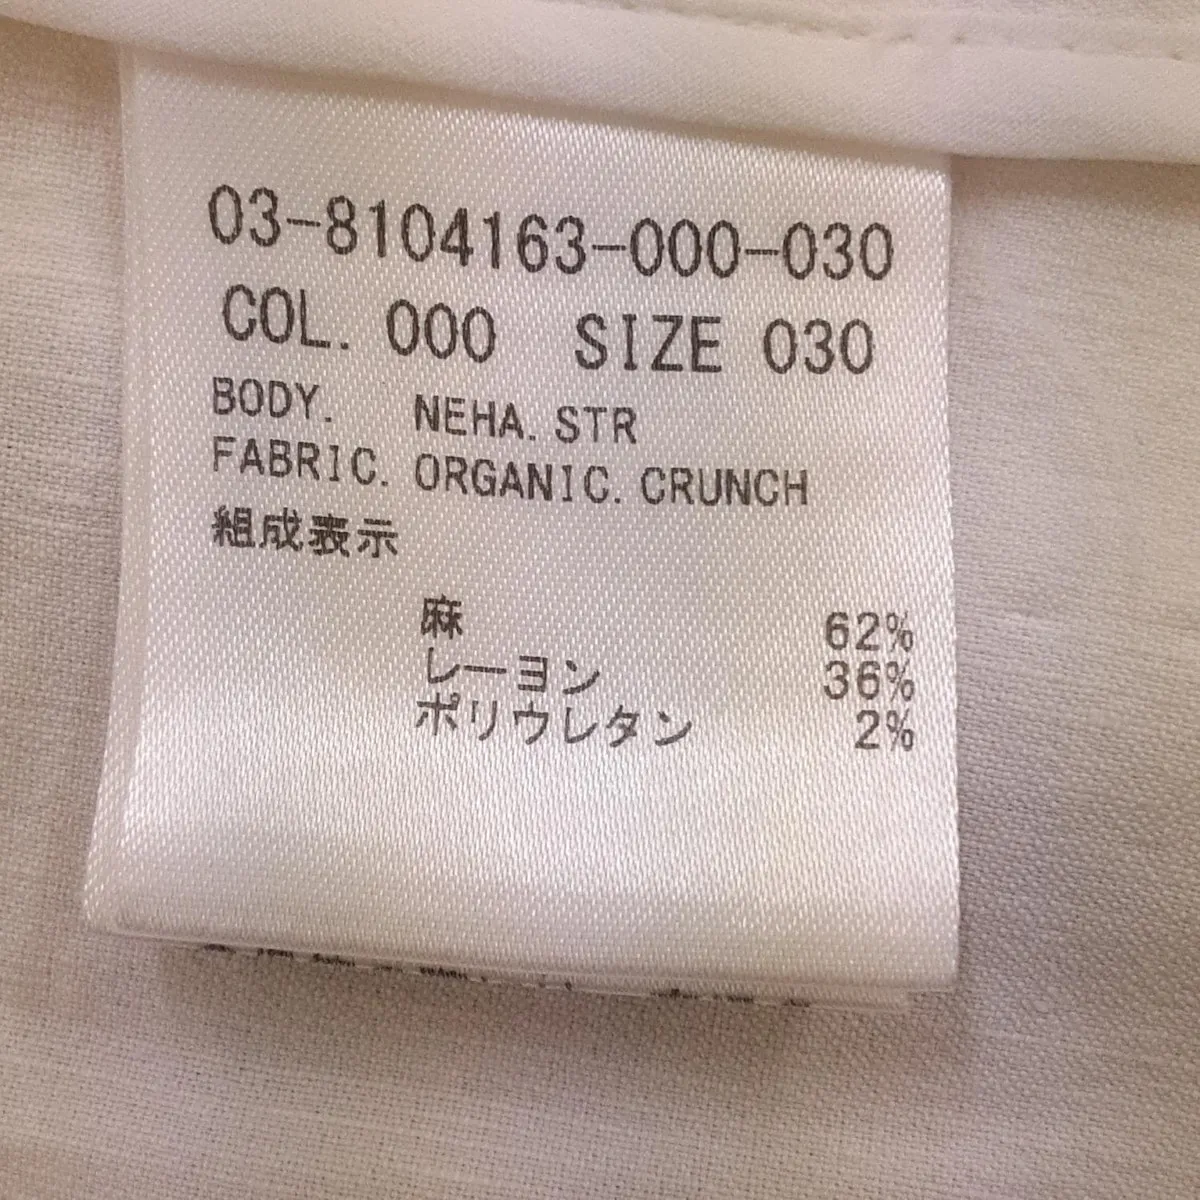 03-8104163-000-030
COL. 000 SIZE 030
BODY. NEHA. STR
FABRIC. ORGANIC. CRUNCH
組成表示
麻 62%
レーヨン 36%
ポリウレタン 2%